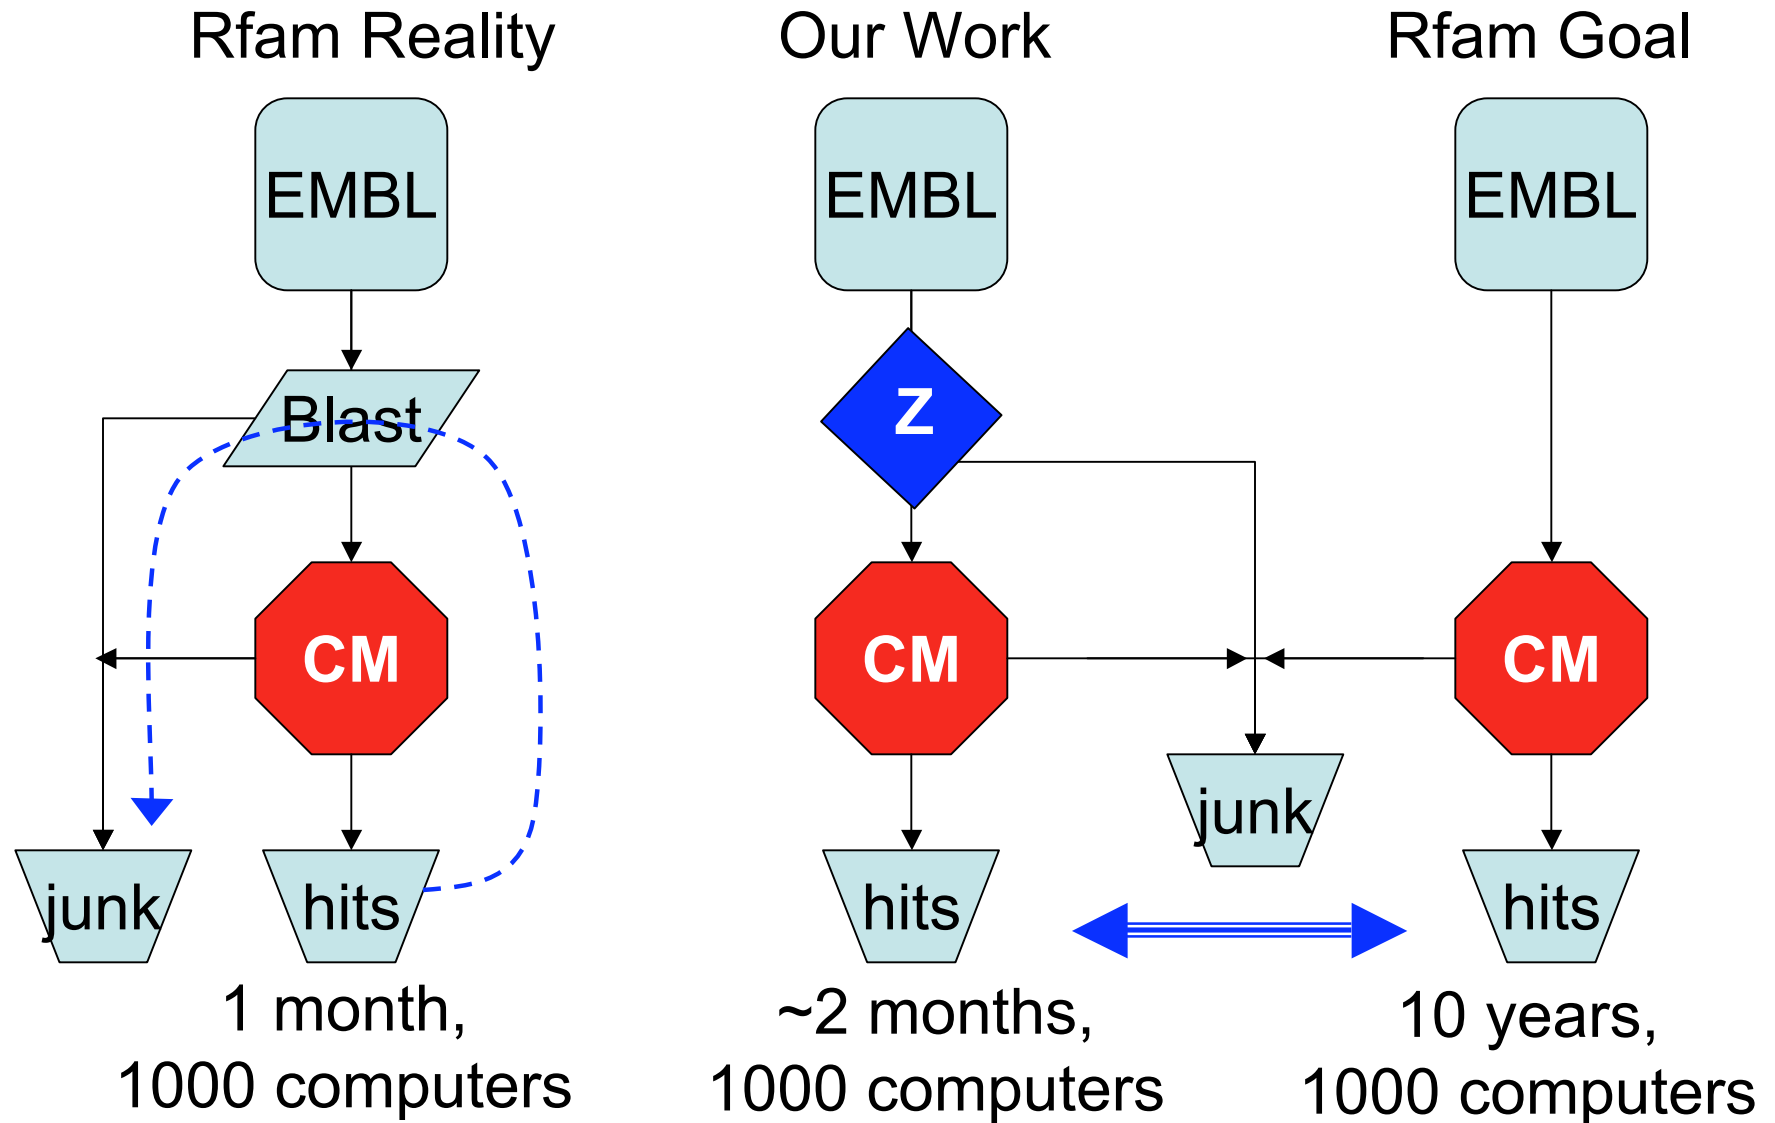 Rfam Reality
EMBL
Blast
CM
junk
hits
1 month,
1000 computers
Our Work
EMBL
Z
CM
hits
junk
~2 months,
1000 computers
Rfam Goal
EMBL
CM
hits
10 years,
1000 computers